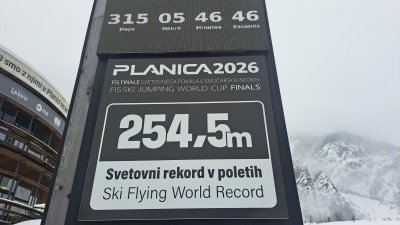 315 05 46 46
Days Hours Minutes Seconds
PLANICA2026
FIS FINALE SVETOVNEGA POKALA V SMUČARSKIH SKOKIH
FIS SKI JUMPING WORLD CUP FINALS
254,5m
Svetovni rekord v poletih
Ski Flying World Record